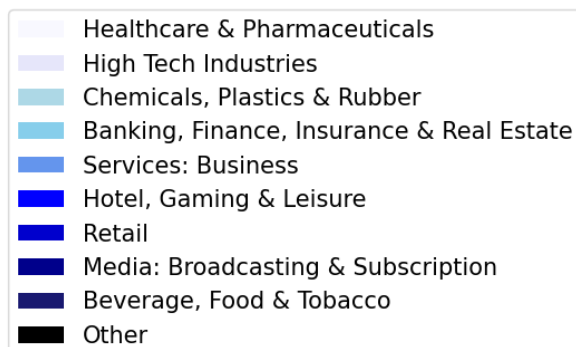 Healthcare & Pharmaceuticals
High Tech Industries
Chemicals, Plastics & Rubber
Banking, Finance, Insurance & Real Estate
Services: Business
Hotel, Gaming & Leisure
Retail
Media: Broadcasting & Subscription
Beverage, Food & Tobacco
Other